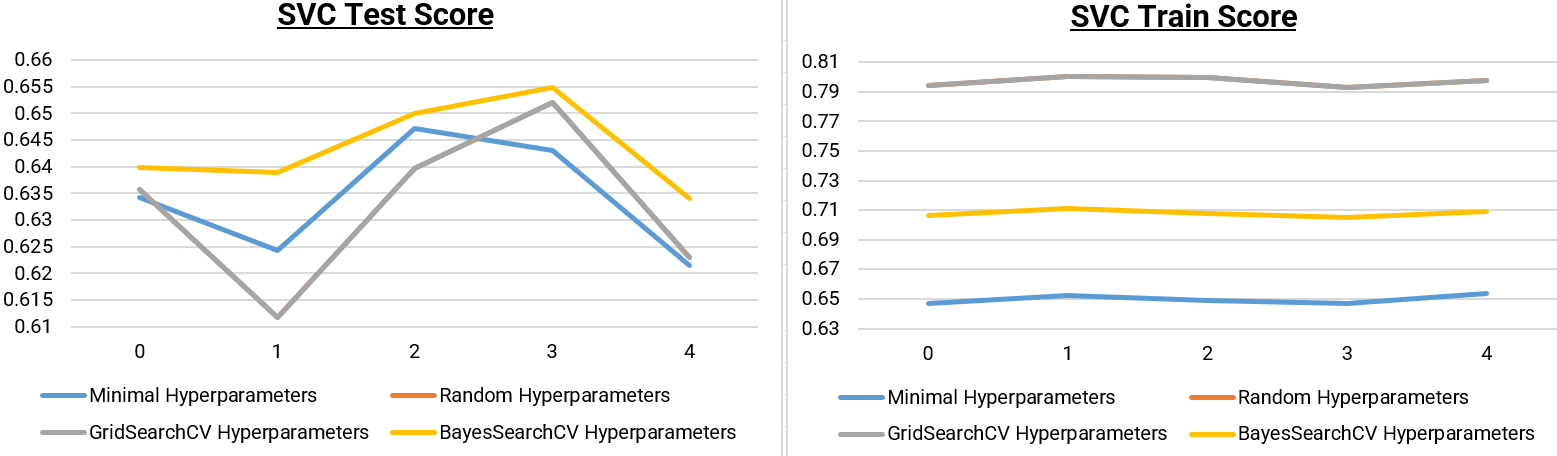 SVC Test Score
0.66
0.655
0.65
0.645
0.64
0.635
0.63
0.625
0.62
0.615
0.61
0 1 2 3 4
Minimal Hyperparameters Random Hyperparameters
GridSearchCV Hyperparameters BayesSearchCV Hyperparameters
SVC Train Score
0.81
0.79
0.77
0.75
0.73
0.71
0.69
0.67
0.65
0.63
0 1 2 3 4
Minimal Hyperparameters Random Hyperparameters
GridSearchCV Hyperparameters BayesSearchCV Hyperparameters